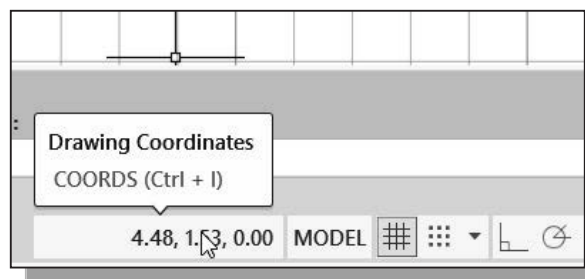 :
Drawing Coordinates
COORDS (Ctrl + I)
4.48, 0.00 MODEL